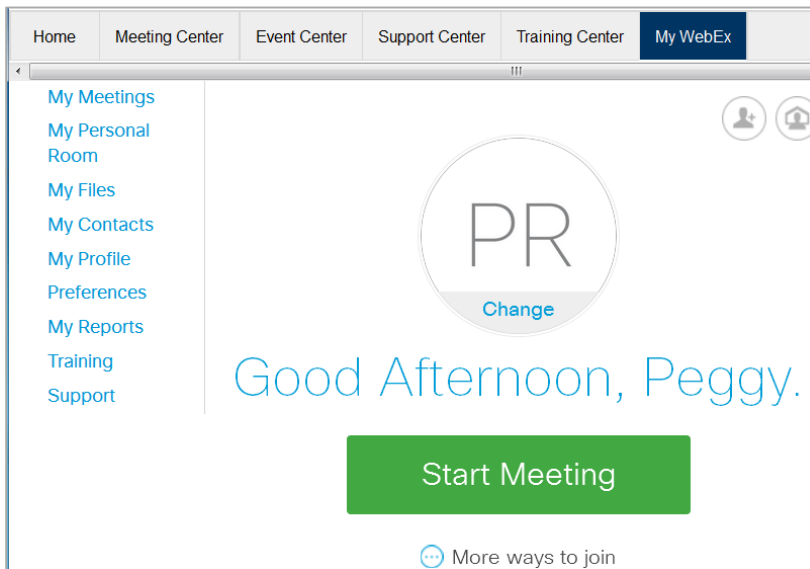 Home Meeting Center Event Center Support Center Training Center My WebEx
My Meetings
My Personal
Room
My Files
My Contacts
My Profile
Preferences
My Reports
Training
Support
PR
Change
Good Afternoon, Peggy.
Start Meeting
More ways to join